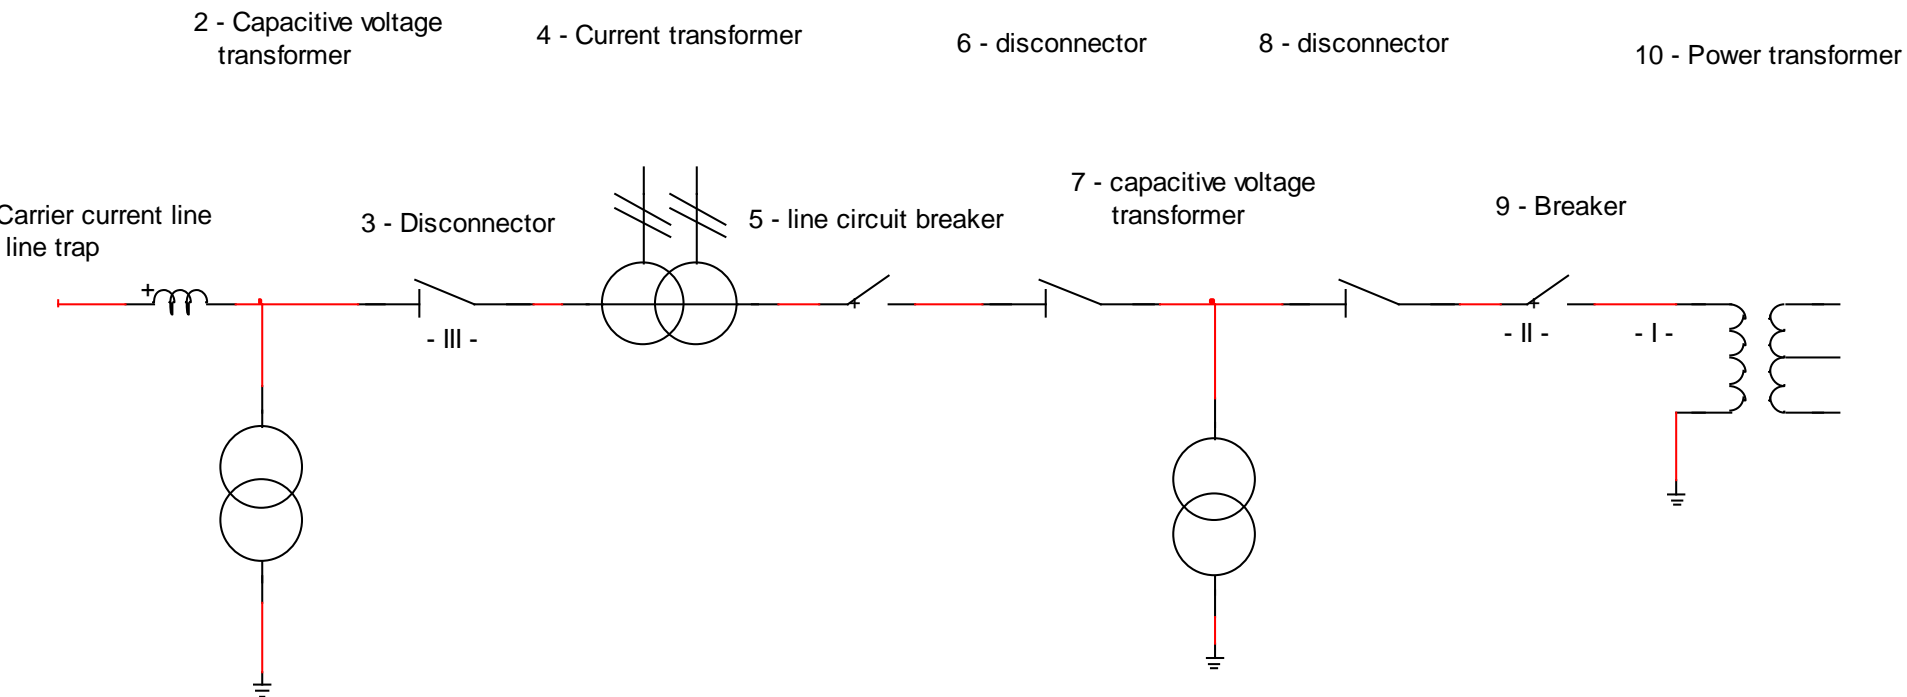 2 - Capacitive voltage
transformer
4 - Current transformer
6 - disconnector
8 - disconnector
10 - Power transformer
Carrier current line
line trap
3 - Disconnector
5 - line circuit breaker
7 - capacitive voltage
transformer
9 - Breaker
+
- III -
- II -
- I -